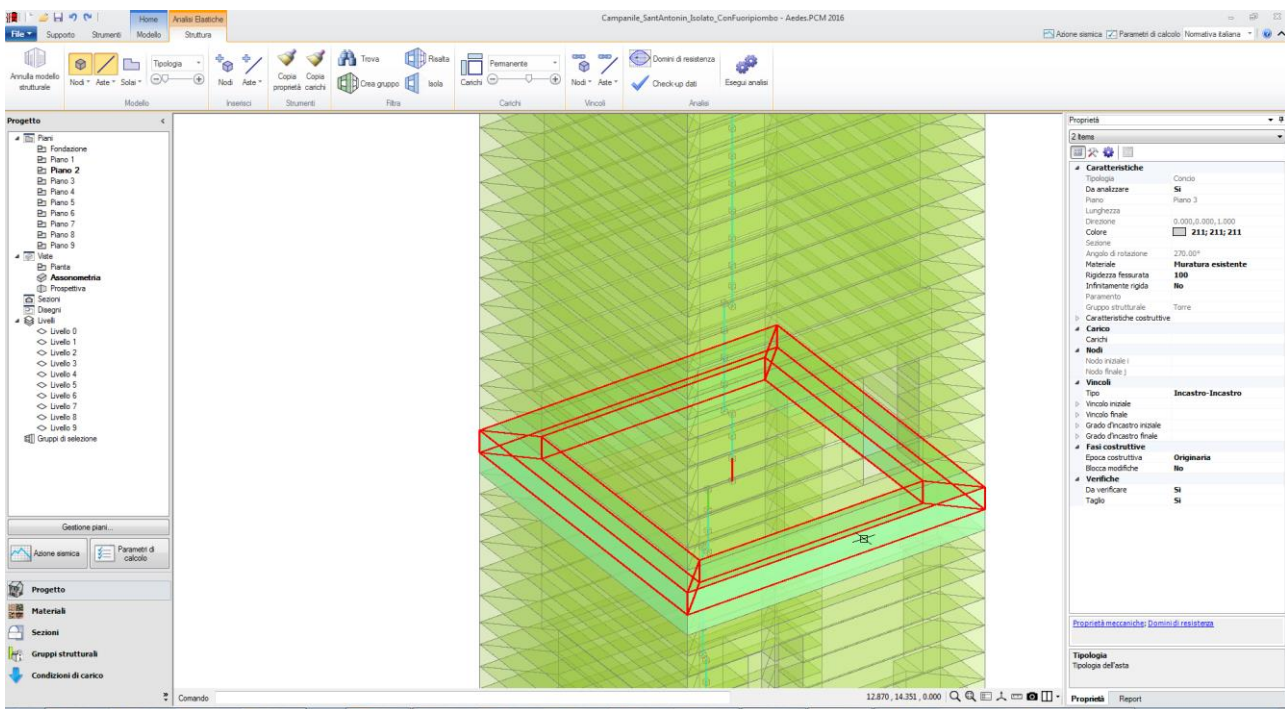 Campanile_SantAntonin_Isolato_ConFuoripiombo - Aedes.PCM 2016
Home
Analisi Elastiche
File
Supporto
Strumenti
Modello
Struttura
Azione sismica
Parametri di calcolo
Normativa italiana
Annulla modello strutturale
Nodi
Aste
Solai
Tipologia
Nodi
Aste
Copia proprietà
Copia carichi
Trova
Crea gruppo
Risalta
Isola
Carichi
Permanente
Nodi
Aste
Domini di resistenza
Check-up dati
Esegui analisi
Modello
Inserisci
Strumenti
Filtra
Carichi
Vincoli
Analisi
Progetto
Piani
Fondazione
Piano 1
Piano 2
Piano 3
Piano 4
Piano 5
Piano 6
Piano 7
Piano 8
Piano 9
Viste
Pianta
Assonometria
Prospettiva
Sezioni
Disegni
Livelli
Livello 0
Livello 1
Livello 2
Livello 3
Livello 4
Livello 5
Livello 6
Livello 7
Livello 8
Livello 9
Gruppi di selezione
Gestione piani...
Azione sismica
Parametri di calcolo
Progetto
Materiali
Sezioni
Gruppi strutturali
Condizioni di carico
Comando
12.870 , 14.351 , 0.000
Proprietà
2 Items
Caratteristiche
Tipologia Concio
Da analizzare Sì
Piano Piano 3
Lunghezza
Direzione 0.000,0.000,1.000
Colore 211; 211; 211
Sezione
Angolo di rotazione 270.00°
Materiale Muratura esistente
Rigidezza fessurata 100
Infinitamente rigida No
Paramento
Gruppo strutturale Torre
Caratteristiche costruttive
Carico
Carichi
Nodi
Nodo iniziale i
Nodo finale j
Vincoli
Tipo Incastro-Incastro
Vincolo iniziale
Vincolo finale
Grado d'incastro iniziale
Grado d'incastro finale
Fasi costruttive
Epoca costruttiva Originaria
Blocca modifiche No
Verifiche
Da verificare Sì
Taglio Sì
Proprietà meccaniche; Domini di resistenza
Tipologia
Tipologia dell'asta
Proprietà
Report